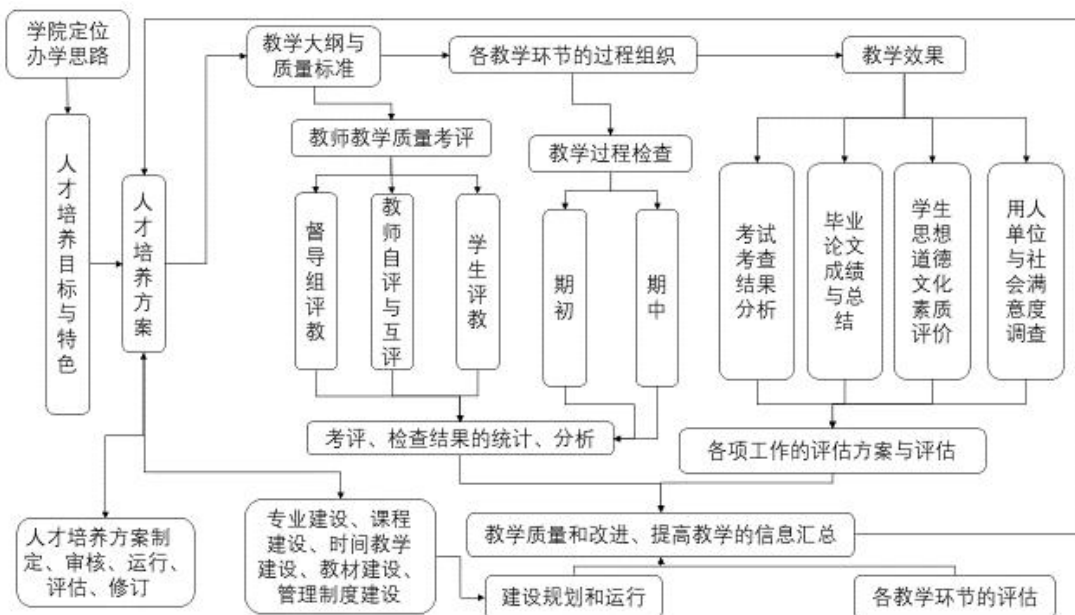 学院定位
办学思路
教学大纲与
质量标准
各教学环节的过程组织
教学效果
教师教学质量考评
教学过程检查
人才培养目标与特色
人才培养方案
督导组评教
教师自评与互评
学生评教
期初
期中
考试
考查
结果
分析
毕业
论文
成绩
与总
结
学生
思想
道德
文化
素质
评价
用人
单位
与社
会满
意度
调查
考评、检查结果的统计、分析
各项工作的评估方案与评估
人才培养方案制
定、审核、运行、
评估、修订
专业建设、课程
建设、时间教学
建设、教材建设、
管理制度建设
教学质量和改进、提高教学的信息汇总
建设规划和运行
各教学环节的评估